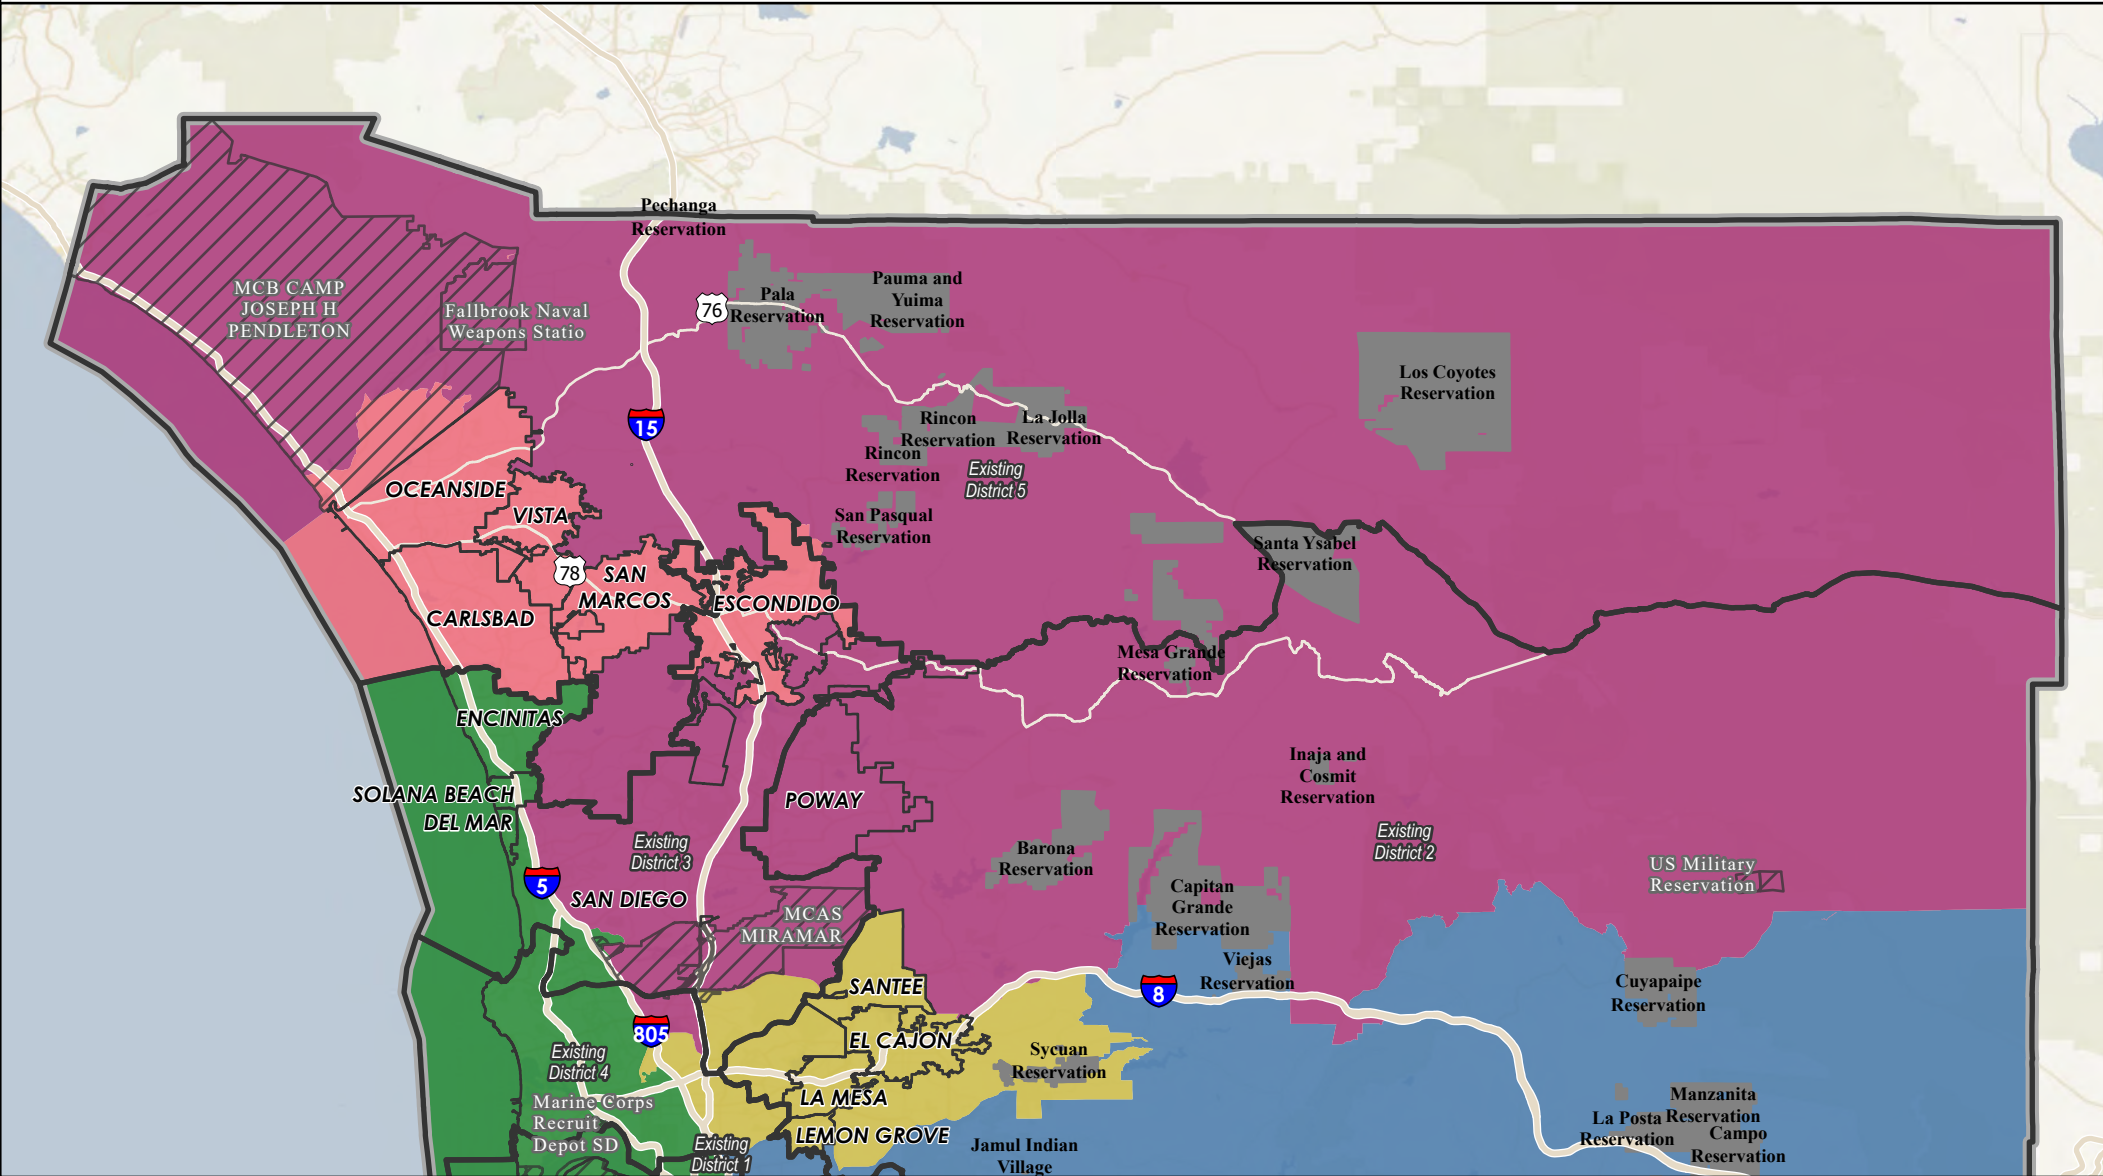 Pechanga
Reservation
MCB CAMP
JOSEPH H
PENDLETON
Fallbrook Naval
Weapons Statio
76
Pala
Reservation
Pauma and
Yuima
Reservation
Los Coyotes
Reservation
15
Rincon
Reservation
La Jolla
Reservation
Rincon
Reservation
Existing
District 5
OCEANSIDE
VISTA
San Pasqual
Reservation
Santa Ysabel
Reservation
78
SAN
MARCOS
ESCONDIDO
CARLSBAD
Mesa Grande
Reservation
ENCINITAS
SOLANA BEACH
DEL MAR
POWAY
Inaja and
Cosmit
Reservation
Existing
District 3
Barona
Reservation
Existing
District 2
US Military
Reservation
5
SAN DIEGO
MCAS
MIRAMAR
Capitan
Grande
Reservation
Viejas
Reservation
SANTEE
8
Cuyapaipe
Reservation
805
EL CAJON
Existing
District 4
Sycuan
Reservation
LA MESA
Marine Corps
Recruit
Depot SD
LEMON GROVE
Existing
District 1
Jamul Indian
Village
Manzanita
Reservation
La Posta
Reservation
Campo
Reservation